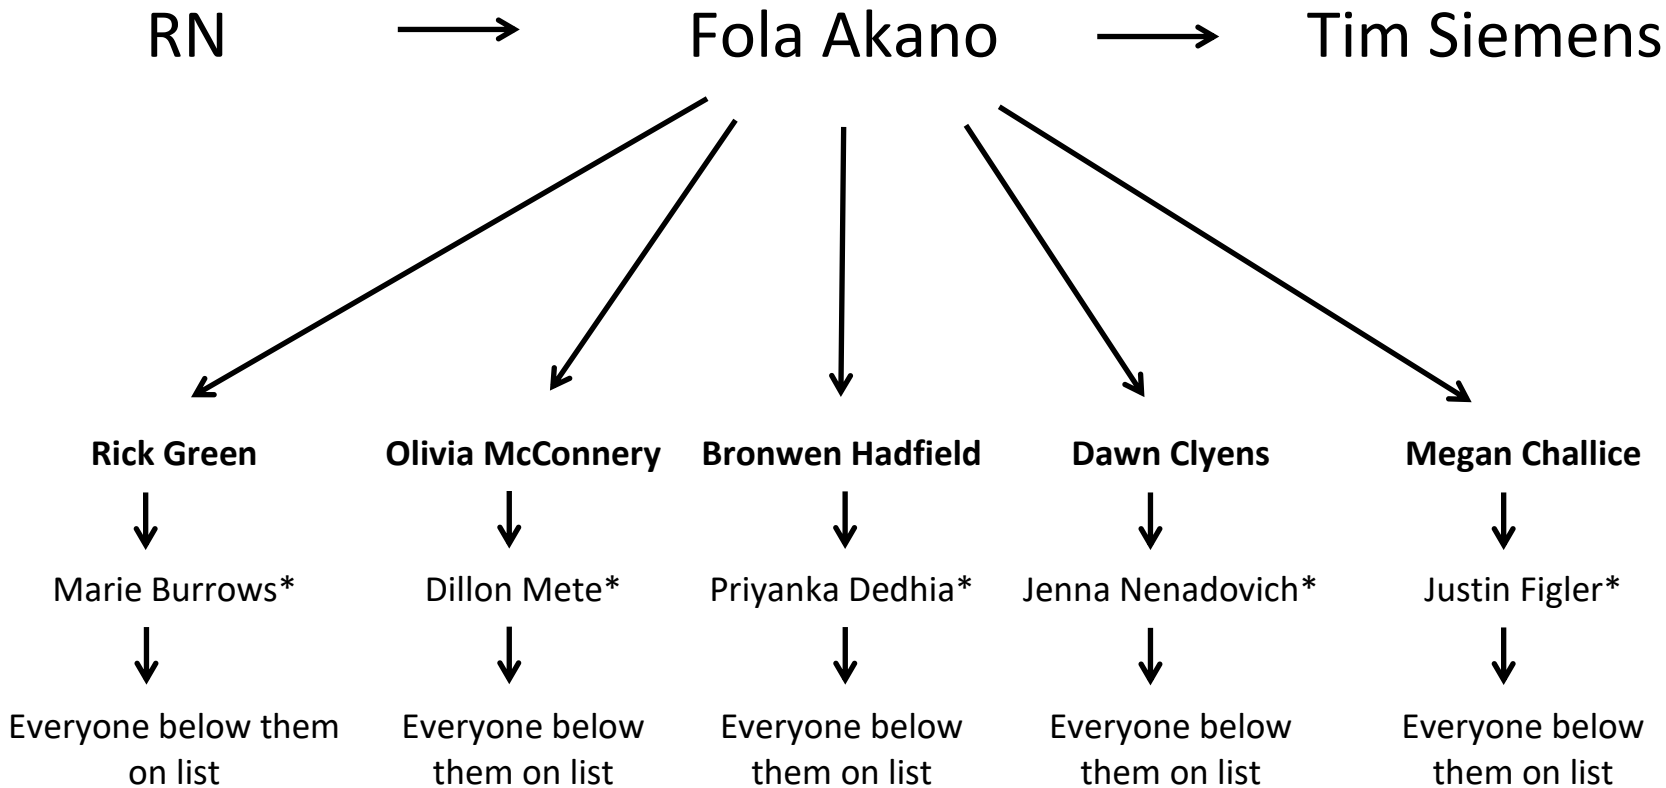 RN
Fola Akano
Tim Siemens
Rick Green
Olivia McConnery
Bronwen Hadfield
Dawn Clyens
Megan Challice
Marie Burrows*
Dillon Mete*
Priyanka Dedhia*
Jenna Nenadovich*
Justin Figler*
Everyone below them
on list
Everyone below
them on list
Everyone below
them on list
Everyone below
them on list
Everyone below
them on list